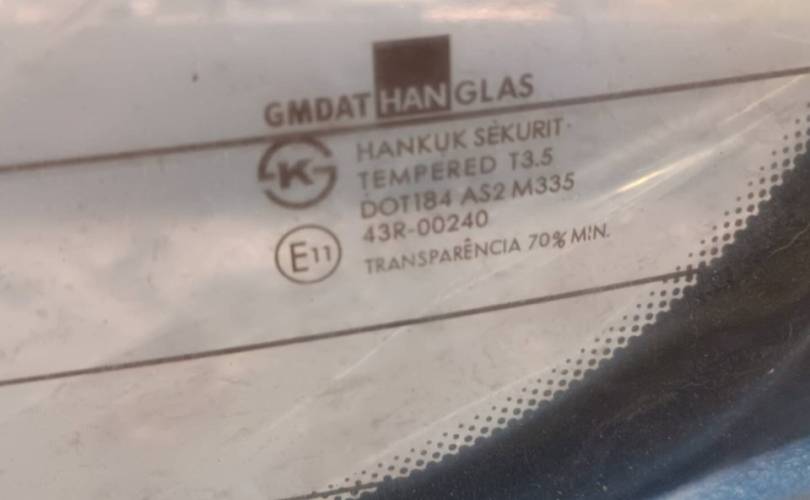 GMDAT HAN GLAS
HANKUK SEKURIT
K
TEMPERED T3.5
DOT184 AS2 M335
43R-00240
E11
TRANSPARÊNCIA 70% MIN.